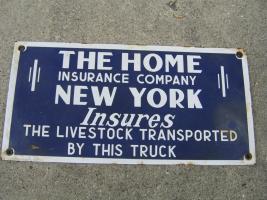 THE HOME
INSURANCE COMPANY
NEW YORK
Insures
THE LIVESTOCK TRANSPORTED
BY THIS TRUCK